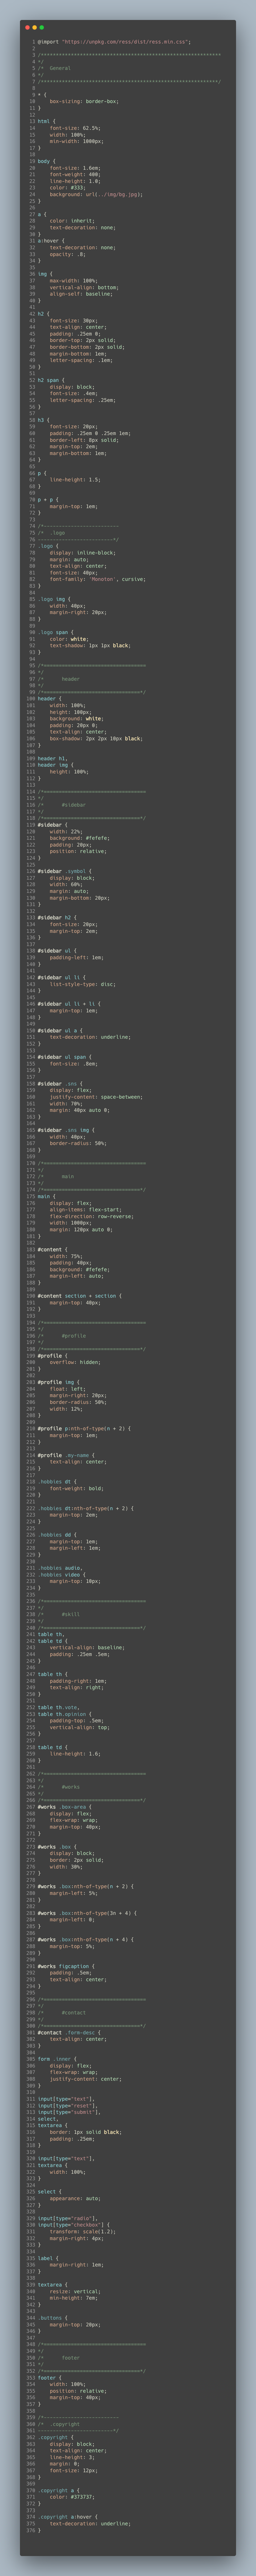 1 @import "https://unpkg.com/ress/dist/ress.min.css";
2
3 /************************************************************
4 */
5 /*  General
6 */
7 /***********************************************************/
8
9 * {
10     box-sizing: border-box;
11 }
12
13 html {
14     font-size: 62.5%;
15     width: 100%;
16     min-width: 1000px;
17 }
18
19 body {
20     font-size: 1.6em;
21     font-weight: 400;
22     line-height: 1.0;
23     color: #333;
24     background: url(../img/bg.jpg);
25 }
26
27 a {
28     color: inherit;
29     text-decoration: none;
30 }
31 a:hover {
32     text-decoration: none;
33     opacity: .8;
34 }
35
36 img {
37     max-width: 100%;
38     vertical-align: bottom;
39     align-self: baseline;
40 }
41
42 h2 {
43     font-size: 30px;
44     text-align: center;
45     padding: .25em 0;
46     border-top: 2px solid;
47     border-bottom: 2px solid;
48     margin-bottom: 1em;
49     letter-spacing: .1em;
50 }
51
52 h2 span {
53     display: block;
54     font-size: .4em;
55     letter-spacing: .25em;
56 }
57
58 h3 {
59     font-size: 20px;
60     padding: .25em 0 .25em 1em;
61     border-left: 8px solid;
62     margin-top: 2em;
63     margin-bottom: 1em;
64 }
65
66 p {
67     line-height: 1.5;
68 }
69
70 p + p {
71     margin-top: 1em;
72 }
73
74 /*-------------------------
75 /*  .logo
76 -------------------------*/
77 .logo {
78     display: inline-block;
79     margin: auto;
80     text-align: center;
81     font-size: 40px;
82     font-family: 'Monoton', cursive;
83 }
84
85 .logo img {
86     width: 40px;
87     margin-right: 20px;
88 }
89
90 .logo span {
91     color: white;
92     text-shadow: 1px 1px black;
93 }
94
95 /*==================================
96 */
97 /*      header
98 */
99 /*================================*/
100 header {
101     width: 100%;
102     height: 100px;
103     background: white;
104     padding: 20px 0;
105     text-align: center;
106     box-shadow: 2px 2px 10px black;
107 }
108
109 header h1,
110 header img {
111     height: 100%;
112 }
113
114 /*==================================
115 */
116 /*      #sidebar
117 */
118 /*================================*/
119 #sidebar {
120     width: 22%;
121     background: #fefefe;
122     padding: 20px;
123     position: relative;
124 }
125
126 #sidebar .symbol {
127     display: block;
128     width: 60%;
129     margin: auto;
130     margin-bottom: 20px;
131 }
132
133 #sidebar h2 {
134     font-size: 20px;
135     margin-top: 2em;
136 }
137
138 #sidebar ul {
139     padding-left: 1em;
140 }
141
142 #sidebar ul li {
143     list-style-type: disc;
144 }
145
146 #sidebar ul li + li {
147     margin-top: 1em;
148 }
149
150 #sidebar ul a {
151     text-decoration: underline;
152 }
153
154 #sidebar ul span {
155     font-size: .8em;
156 }
157
158 #sidebar .sns {
159     display: flex;
160     justify-content: space-between;
161     width: 70%;
162     margin: 40px auto 0;
163 }
164
165 #sidebar .sns img {
166     width: 40px;
167     border-radius: 50%;
168 }
169
170 /*==================================
171 */
172 /*      main
173 */
174 /*================================*/
175 main {
176     display: flex;
177     align-items: flex-start;
178     flex-direction: row-reverse;
179     width: 1000px;
180     margin: 120px auto 0;
181 }
182
183 #content {
184     width: 75%;
185     padding: 40px;
186     background: #fefefe;
187     margin-left: auto;
188 }
189
190 #content section + section {
191     margin-top: 40px;
192 }
193
194 /*==================================
195 */
196 /*      #profile
197 */
198 /*================================*/
199 #profile {
200     overflow: hidden;
201 }
202
203 #profile img {
204     float: left;
205     margin-right: 20px;
206     border-radius: 50%;
207     width: 12%;
208 }
209
210 #profile p:nth-of-type(n + 2) {
211     margin-top: 1em;
212 }
213
214 #profile .my-name {
215     text-align: center;
216 }
217
218 .hobbies dt {
219     font-weight: bold;
220 }
221
222 .hobbies dt:nth-of-type(n + 2) {
223     margin-top: 2em;
224 }
225
226 .hobbies dd {
227     margin-top: 1em;
228     margin-left: 1em;
229 }
230
231 .hobbies audio,
232 .hobbies video {
233     margin-top: 10px;
234 }
235
236 /*==================================
237 */
238 /*      #skill
239 */
240 /*================================*/
241 table th,
242 table td {
243     vertical-align: baseline;
244     padding: .25em .5em;
245 }
246
247 table th {
248     padding-right: 1em;
249     text-align: right;
250 }
251
252 table th.vote,
253 table th.opinion {
254     padding-top: .5em;
255     vertical-align: top;
256 }
257
258 table td {
259     line-height: 1.6;
260 }
261
262 /*==================================
263 */
264 /*      #works
265 */
266 /*================================*/
267 #works .box-area {
268     display: flex;
269     flex-wrap: wrap;
270     margin-top: 40px;
271 }
272
273 #works .box {
274     display: block;
275     border: 2px solid;
276     width: 30%;
277 }
278
279 #works .box:nth-of-type(n + 2) {
280     margin-left: 5%;
281 }
282
283 #works .box:nth-of-type(3n + 4) {
284     margin-left: 0;
285 }
286
287 #works .box:nth-of-type(n + 4) {
288     margin-top: 5%;
289 }
290
291 #works figcaption {
292     padding: .5em;
293     text-align: center;
294 }
295
296 /*==================================
297 */
298 /*      #contact
299 */
300 /*================================*/
301 #contact .form-desc {
302     text-align: center;
303 }
304
305 form .inner {
306     display: flex;
307     flex-wrap: wrap;
308     justify-content: center;
309 }
310
311 input[type="text"],
312 input[type="reset"],
313 input[type="submit"],
314 select,
315 textarea {
316     border: 1px solid black;
317     padding: .25em;
318 }
319
320 input[type="text"],
321 textarea {
322     width: 100%;
323 }
324
325 select {
326     appearance: auto;
327 }
328
329 input[type="radio"],
330 input[type="checkbox"] {
331     transform: scale(1.2);
332     margin-right: 4px;
333 }
334
335 label {
336     margin-right: 1em;
337 }
338
339 textarea {
340     resize: vertical;
341     min-height: 7em;
342 }
343
344 .buttons {
345     margin-top: 20px;
346 }
347
348 /*==================================
349 */
350 /*      footer
351 */
352 /*================================*/
353 footer {
354     width: 100%;
355     position: relative;
356     margin-top: 40px;
357 }
358
359 /*-------------------------
360 /*  .copyright
361 -------------------------*/
362 .copyright {
363     display: block;
364     text-align: center;
365     line-height: 3;
366     margin: 0;
367     font-size: 12px;
368 }
369
370 .copyright a {
371     color: #373737;
372 }
373
374 .copyright a:hover {
375     text-decoration: underline;
376 }